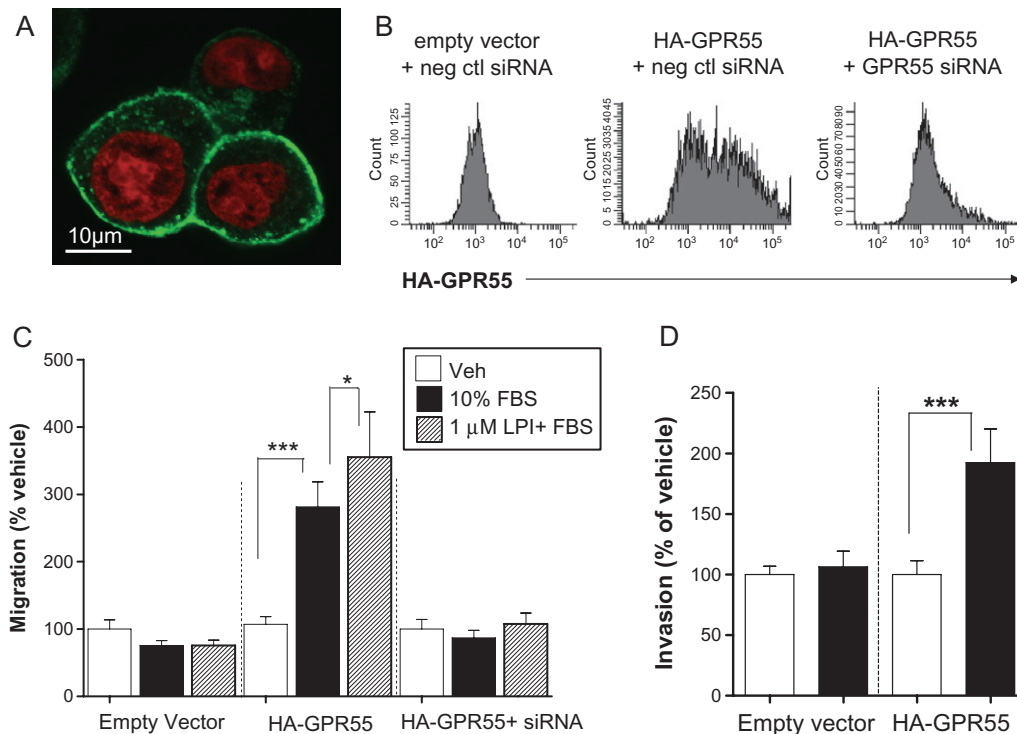 A
10µm
B
empty vector
+ neg ctl siRNA
HA-GPR55
+ neg ctl siRNA
HA-GPR55
+ GPR55 siRNA
Count
0 25 50 75 100 125
10² 10³ 10⁴ 10⁵
Count
0 5 10 15 20 25 30 35 40 45
10² 10³ 10⁴ 10⁵
Count
0 10 20 30 40 50 60 70 80 90
10² 10³ 10⁴ 10⁵
HA-GPR55
C
Migration (% vehicle)
500
400
300
200
100
0
***
*
Veh
10% FBS
1 µM LPI+ FBS
Empty Vector
HA-GPR55
HA-GPR55+ siRNA
D
Invasion (% of vehicle)
250
200
150
100
50
0
***
Empty vector
HA-GPR55